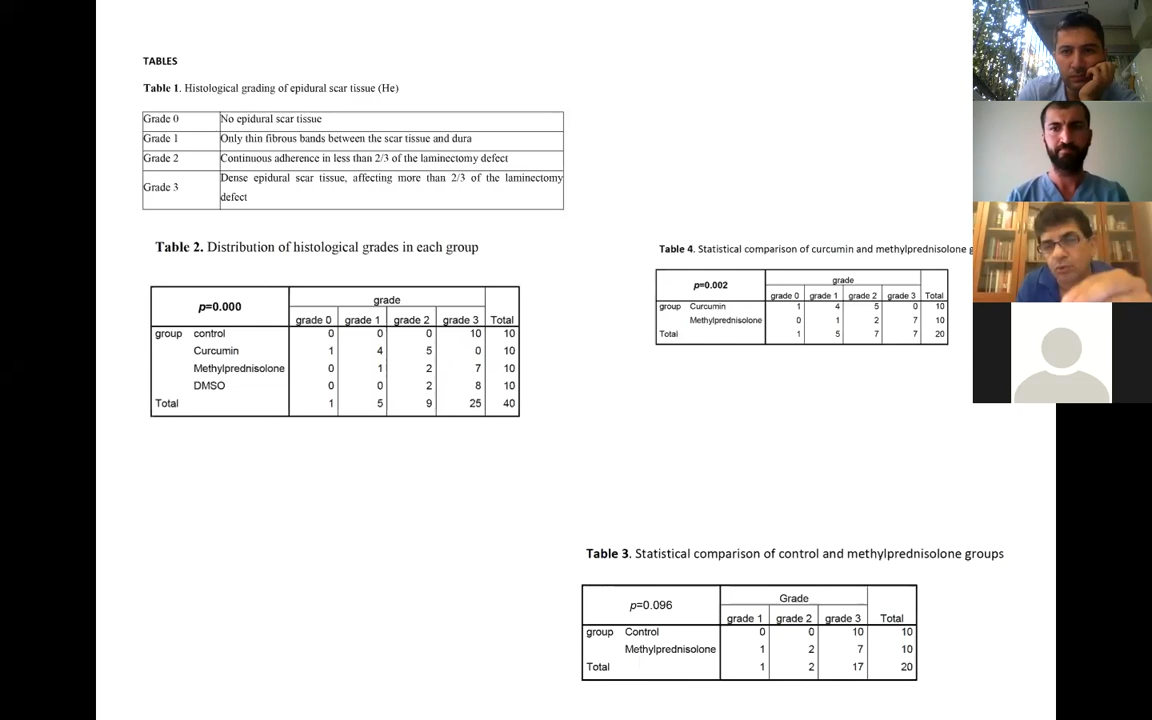 TABLES
Table 1. Histological grading of epidural scar tissue (He)
Grade 0 No epidural scar tissue
Grade 1 Only thin fibrous bands between the scar tissue and dura
Grade 2 Continuous adherence in less than 2/3 of the laminectomy defect
Grade 3 Dense epidural scar tissue, affecting more than 2/3 of the laminectomy
defect
Table 2. Distribution of histological grades in each group
p=0.000 grade
grade 0 grade 1 grade 2 grade 3 Total
group control 0 0 0 10 10
Curcumin 1 4 5 0 10
Methylprednisolone 0 1 2 7 10
DMSO 0 0 2 8 10
Total 1 5 9 25 40
Table 4. Statistical comparison of curcumin and methylprednisolone g
p=0.002 grade
grade 0 grade 1 grade 2 grade 3 Total
group Curcumin 1 4 5 0 10
Methylprednisolone 0 1 2 7 10
Total 1 5 7 7 20
Table 3. Statistical comparison of control and methylprednisolone groups
p=0.096 Grade
grade 1 grade 2 grade 3 Total
group Control 0 0 10 10
Methylprednisolone 1 2 7 10
Total 1 2 17 20